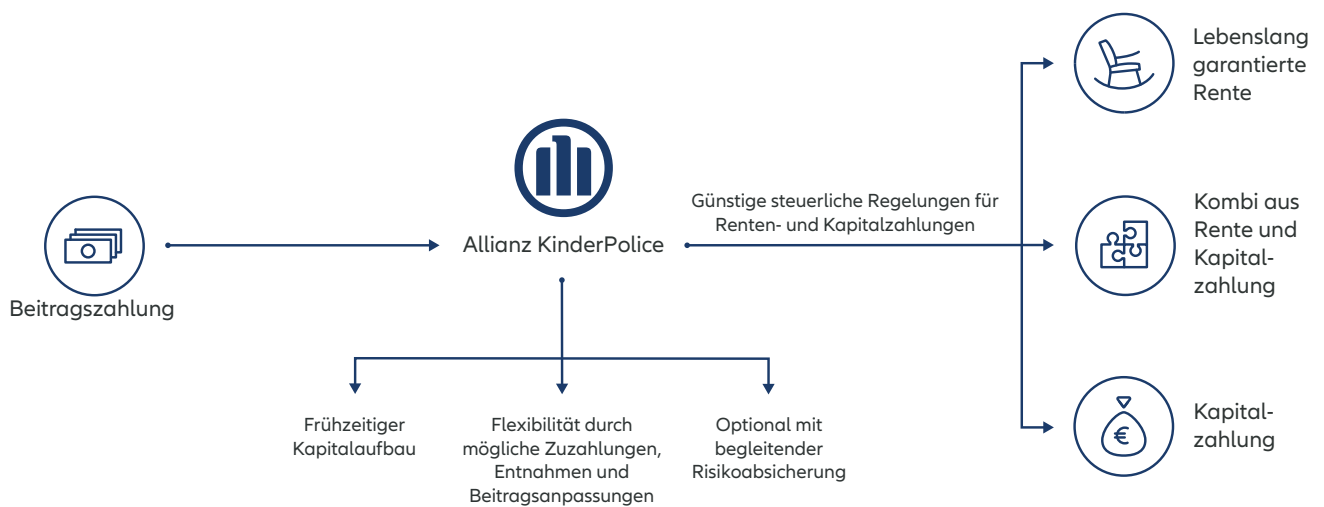 Beitragszahlung
Allianz KinderPolice
Frühzeitiger
Kapitalaufbau
Flexibilität durch
mögliche Zuzahlungen,
Entnahmen und
Beitragsanpassungen
Optional mit
begleitender
Risikoabsicherung
Günstige steuerliche Regelungen für
Renten- und Kapitalzahlungen
Lebenslang
garantierte
Rente
Kombi aus
Rente und
Kapital-
zahlung
€
Kapital-
zahlung